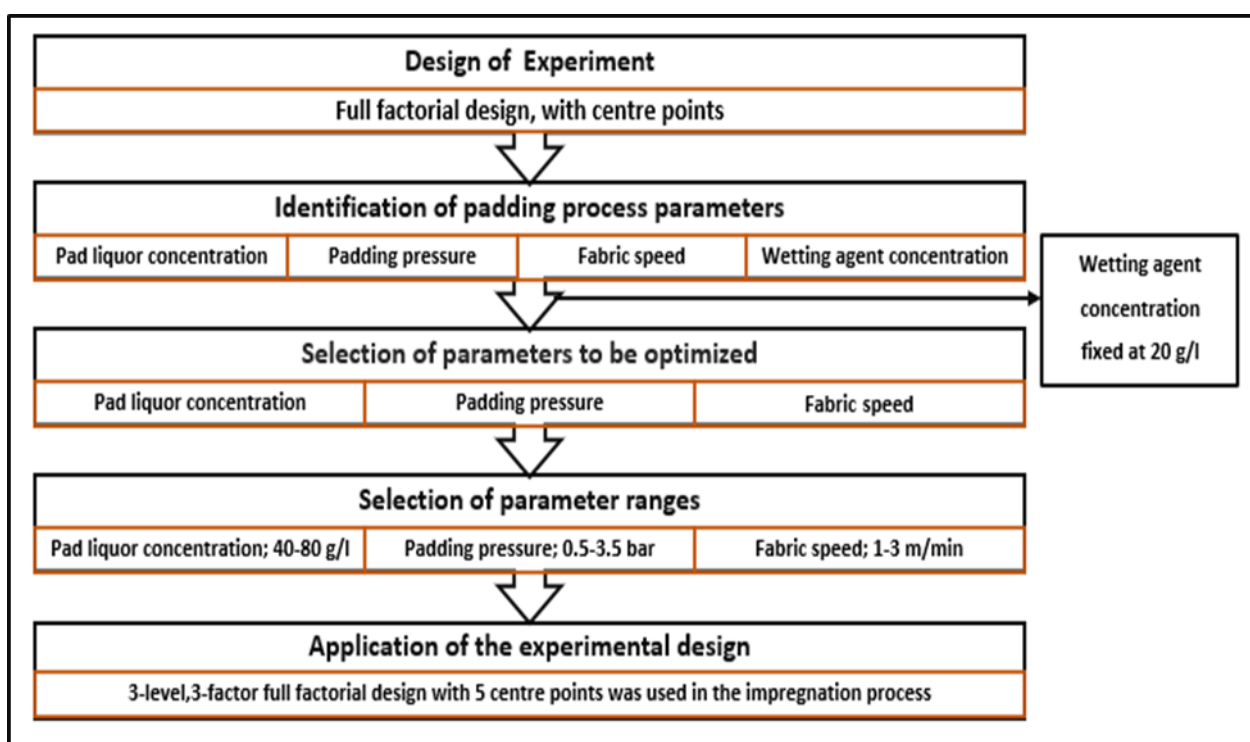 Design of Experiment
Full factorial design, with centre points
Identification of padding process parameters
Pad liquor concentration
Padding pressure
Fabric speed
Wetting agent concentration
Wetting agent
concentration
fixed at 20 g/l
Selection of parameters to be optimized
Pad liquor concentration
Padding pressure
Fabric speed
Selection of parameter ranges
Pad liquor concentration; 40-80 g/l
Padding pressure; 0.5-3.5 bar
Fabric speed; 1-3 m/min
Application of the experimental design
3-level,3-factor full factorial design with 5 centre points was used in the impregnation process